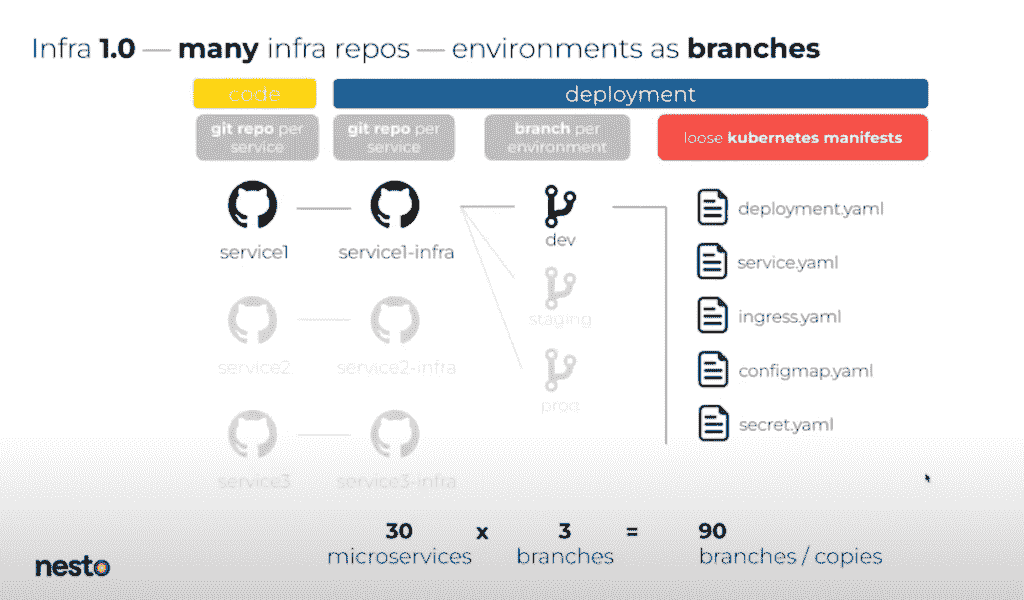 Infra 1.0 — many infra repos — environments as branches
code
deployment
git repo per
service
git repo per
service
branch per
environment
loose kubernetes manifests
service1
service1-infra
dev
deployment.yaml
service.yaml
ingress.yaml
configmap.yaml
secret.yaml
staging
prod
service2
service2-infra
service3
service3-infra
30 x 3 = 90
microservices branches branches / copies
nesto